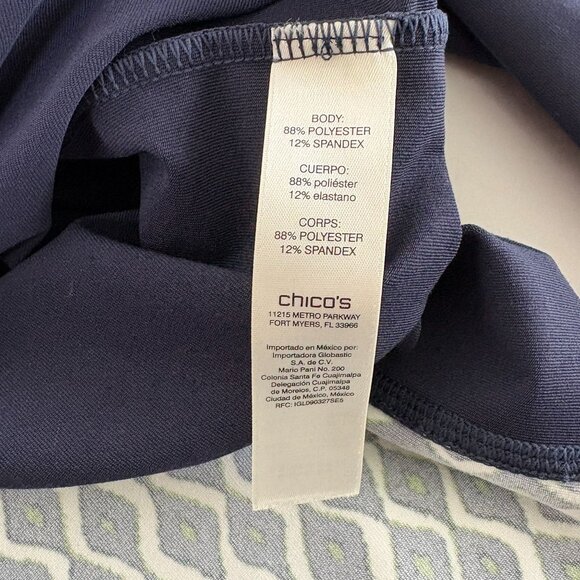 BODY:
88% POLYESTER
12% SPANDEX
CUERPO:
88% poliéster
12% elastano
CORPS:
88% POLYESTER
12% SPANDEX
chico's
11215 METRO PARKWAY
FORT MYERS, FL 33966
Importado en México por:
Importadora Globastic
S.A. de C.V.
Mario Pani No. 200
Colonia Santa Fe Cuajimalpa
Delegación Cuajimalpa
de Morelos, C.P. 05348
Ciudad de México, México
RFC: IGL090327SE5